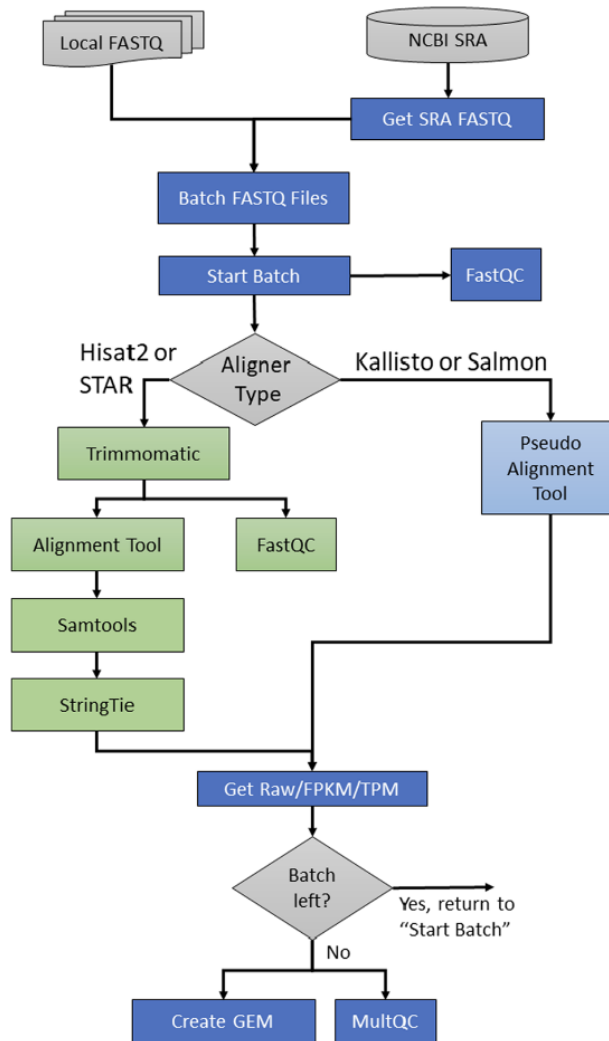 Local FASTQ
NCBI SRA
Get SRA FASTQ
Batch FASTQ Files
Start Batch
FastQC
Hisat2 or
STAR
Aligner
Type
Kallisto or Salmon
Trimmomatic
Pseudo
Alignment
Tool
Alignment Tool
FastQC
Samtools
StringTie
Get Raw/FPKM/TPM
Batch
left?
Yes, return to
“Start Batch”
No
Create GEM
MultQC